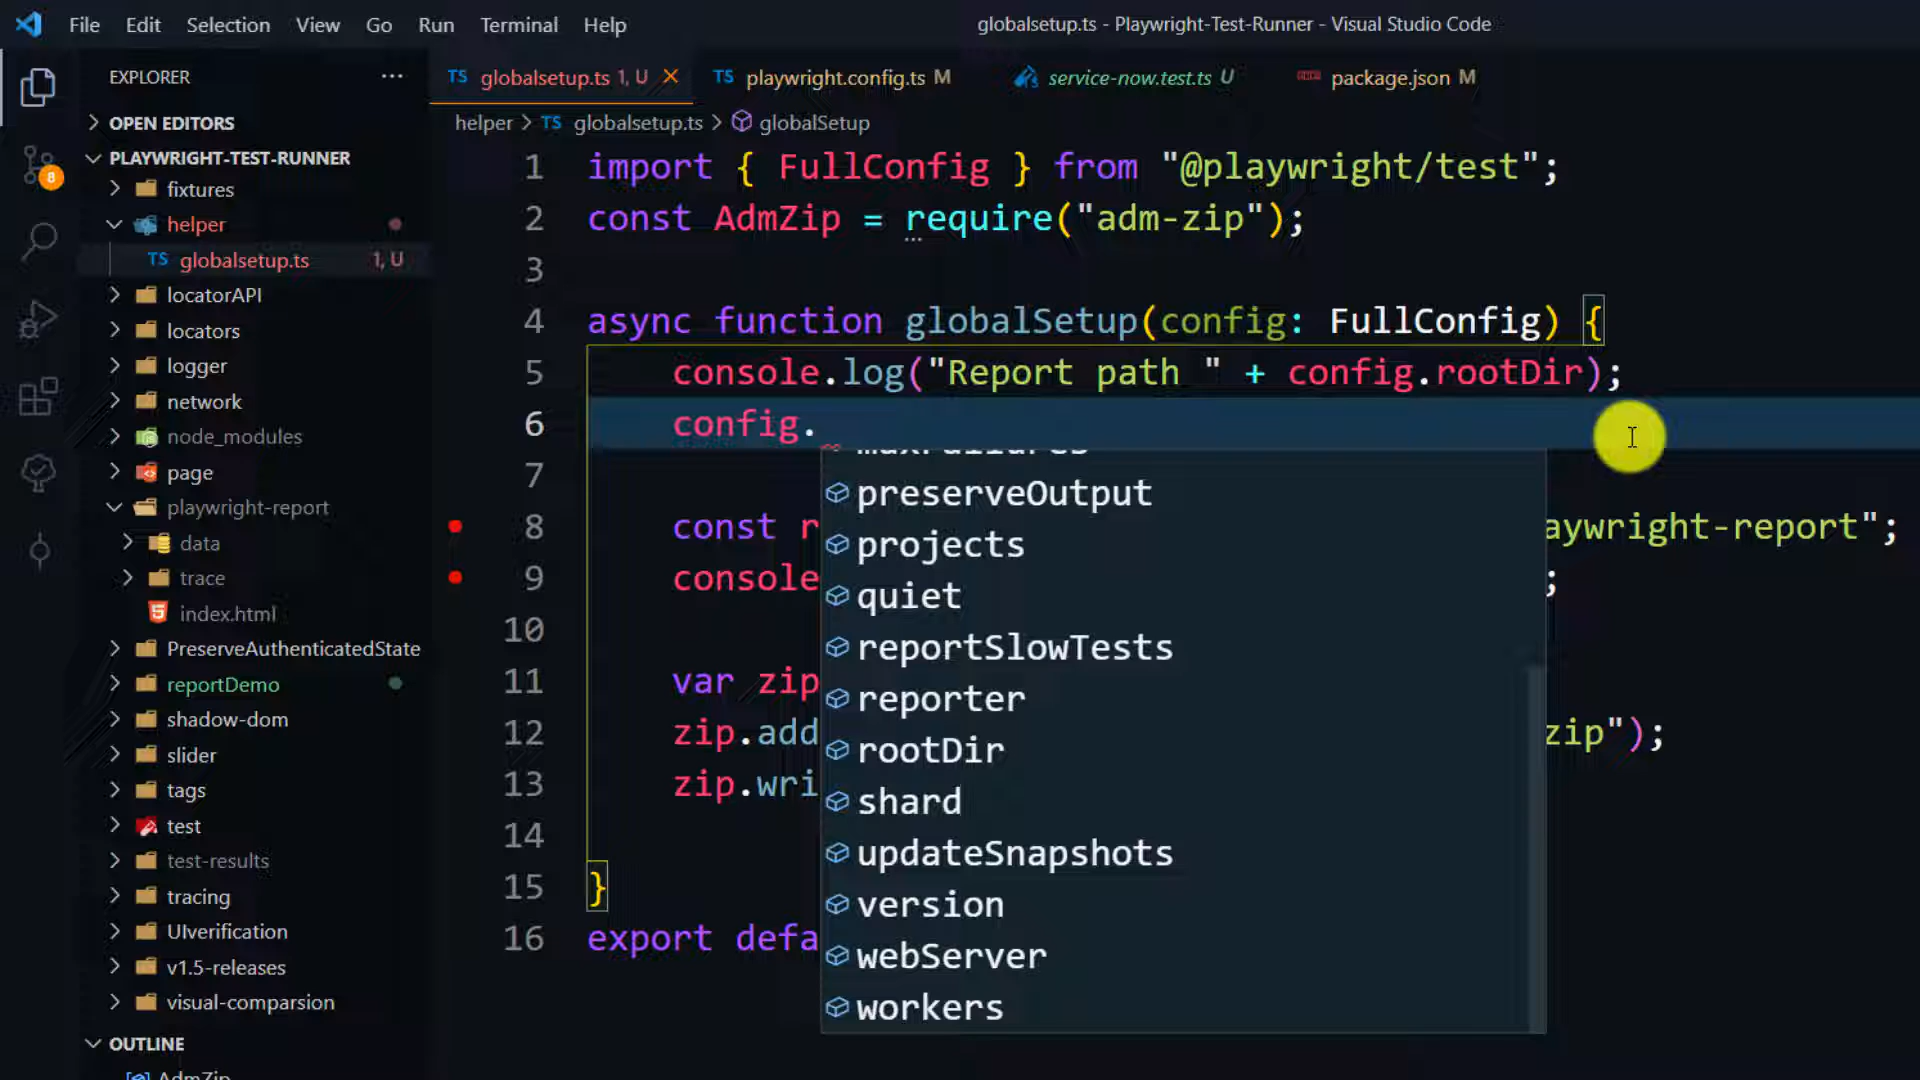 File Edit Selection View Go Run Terminal Help
globalsetup.ts - Playwright-Test-Runner - Visual Studio Code
EXPLORER ...
OPEN EDITORS
PLAYWRIGHT-TEST-RUNNER
fixtures
helper
TS globalsetup.ts 1, U
locatorAPI
locators
logger
network
node_modules
page
playwright-report
data
trace
index.html
PreserveAuthenticatedState
reportDemo
shadow-dom
slider
tags
test
test-results
tracing
UIverification
v1.5-releases
visual-comparsion
OUTLINE
AdmZip
8
TS globalsetup.ts 1, U
TS playwright.config.ts M
service-now.test.ts U
package.json M
helper > TS globalsetup.ts > globalSetup
1 import { FullConfig } from "@playwright/test";
2 const AdmZip = require("adm-zip");
3
4 async function globalSetup(config: FullConfig) {
5 console.log("Report path " + config.rootDir);
6 config.
7
8 const r aywright-report";
9 console ;
10
11 var zip
12 zip.add zip");
13 zip.wri
14
15 }
16 export defa
maxFailures
preserveOutput
projects
quiet
reportSlowTests
reporter
rootDir
shard
updateSnapshots
version
webServer
workers